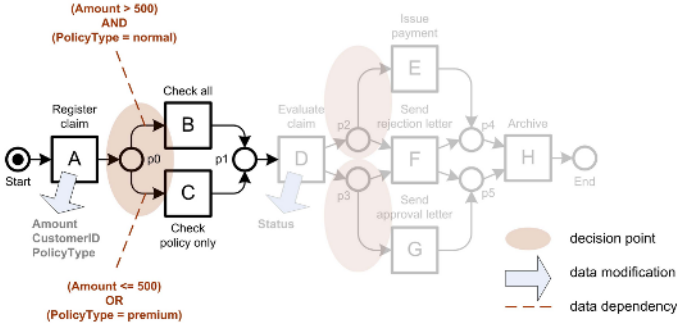 (Amount > 500)
AND
(PolicyType = normal)
Issue
payment
E
Register
claim
Check all
B
Evaluate
claim
Send
rejection letter
Archive
p2
p4
Start
A
p0
p1
D
F
H
End
p3
p5
C
Check
policy only
Send
approval letter
G
Amount
CustomerID
PolicyType
Status
(Amount <= 500)
OR
(PolicyType = premium)
decision point
data modification
data dependency